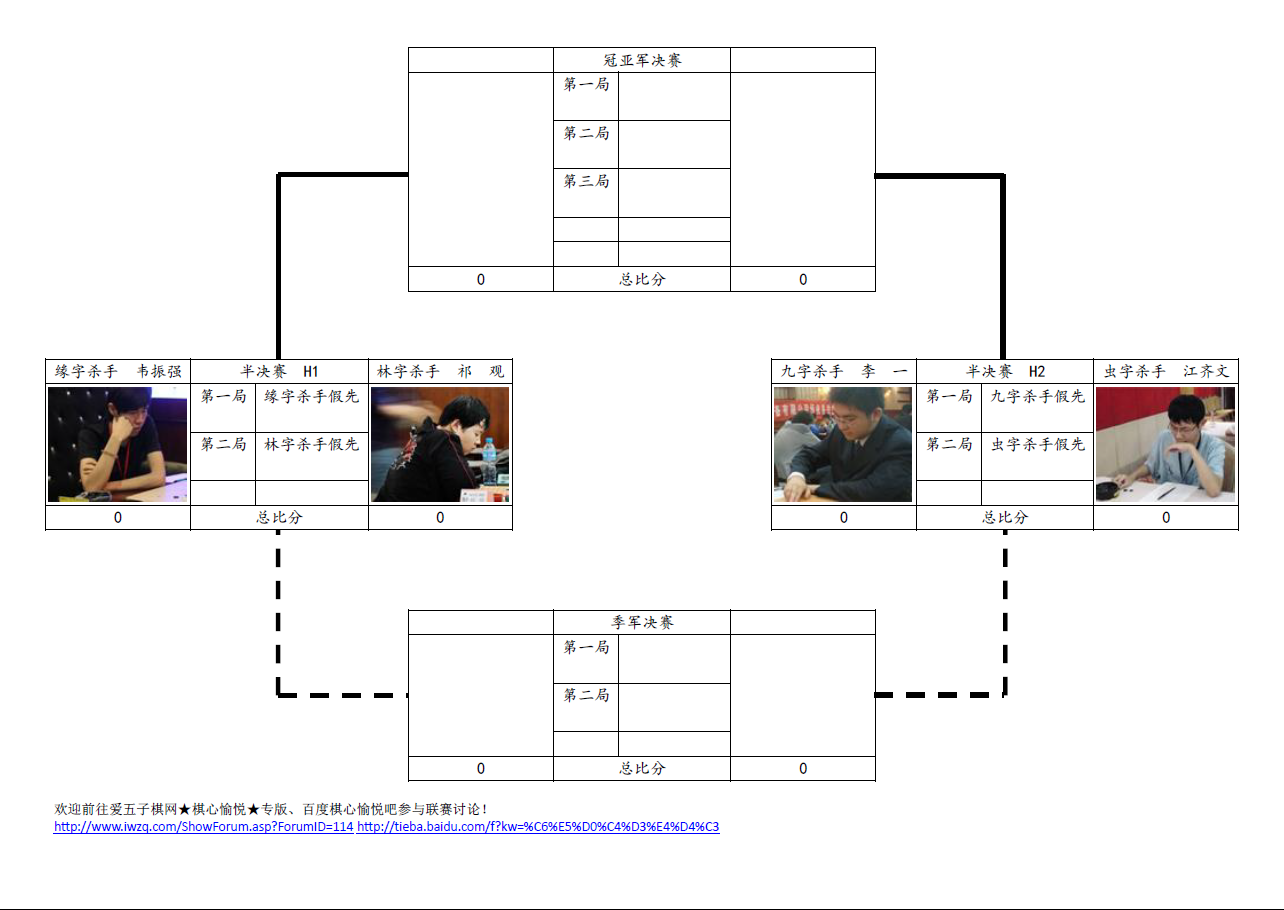 冠亚军决赛
第一局
第二局
第三局
0 总比分 0
缘字杀手 韦振强 半决赛 H1 林字杀手 祁 观
第一局 缘字杀手假先
第二局 林字杀手假先
0 总比分 0
九字杀手 李 一 半决赛 H2 虫字杀手 江齐文
第一局 九字杀手假先
第二局 虫字杀手假先
0 总比分 0
季军决赛
第一局
第二局
0 总比分 0
欢迎前往爱五子棋网★棋心愉悦★专版、百度棋心愉悦吧参与联赛讨论！
http://www.iwzq.com/ShowForum.asp?ForumID=114 http://tieba.baidu.com/f?kw=%C6%E5%D0%C4%D3%E4%D4%C3